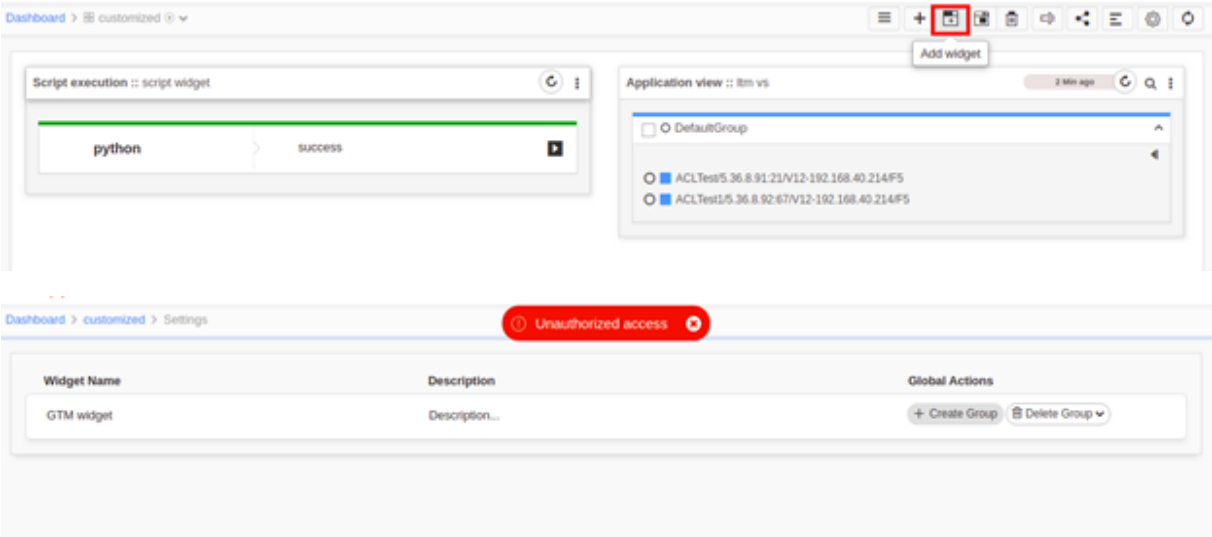 Dashboard > customized
Add widget
Script execution :: script widget
Application view :: ltm vs
2 Min ago
python
success
DefaultGroup
ACLTest/5.36.8.91:21/V12-192.168.40.214/F5
ACLTest1/5.36.8.92:67/V12-192.168.40.214/F5
Dashboard > customized > Settings
Unauthorized access
Widget Name Description Global Actions
GTM widget Description... + Create Group Delete Group